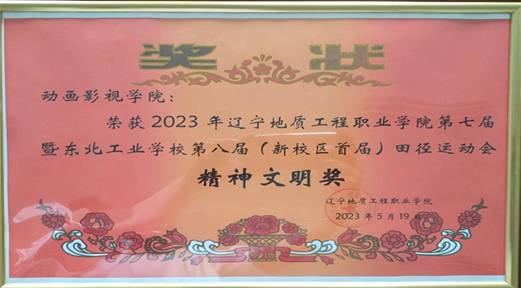 奖状
动画影视学院：
荣获2023年辽宁地质工程职业学院第七届
暨东北工业学校第八届（新校区首届）田径运动会
精神文明奖
辽宁地质工程职业学院
2023年5月19